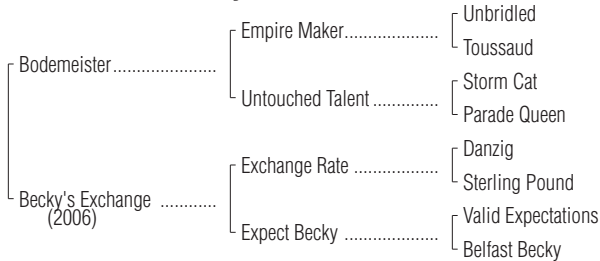 Unbridled
Empire Maker..................
Toussaud
Bodemeister......................
Storm Cat
Untouched Talent ...............
Parade Queen
Danzig
Exchange Rate ..................
Sterling Pound
Becky's Exchange ............
(2006)
Valid Expectations
Expect Becky ....................
Belfast Becky